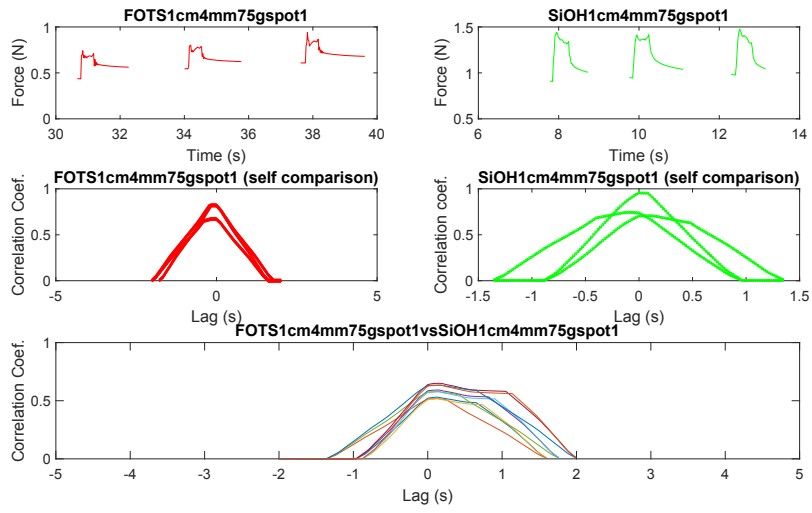 FOTS1cm4mm75gspot1
1
0.5
0
Force (N)
30 32 34 36 38 40
Time (s)
SiOH1cm4mm75gspot1
1.5
1
0.5
Force (N)
6 8 10 12 14
Time (s)
FOTS1cm4mm75gspot1 (self comparison)
1
0.5
0
Correlation Coef.
-5 0 5
Lag (s)
SiOH1cm4mm75gspot1 (self comparison)
1
0.5
0
Correlation Coef.
-1.5 -1 -0.5 0 0.5 1 1.5
Lag (s)
FOTS1cm4mm75gspot1vsSiOH1cm4mm75gspot1
1
0.5
0
Correlation Coef.
-5 -4 -3 -2 -1 0 1 2 3 4 5
Lag (s)